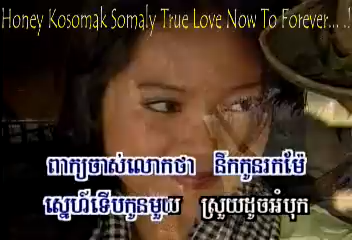 Honey Kosomak Somaly True Love Now To Forever... .!
ពាក្យចាស់លោកថា នឹកកូនរកម៉ែ
ស្នេហ៍ទើបកូនមួយ ស្រួយដូចអំបុក